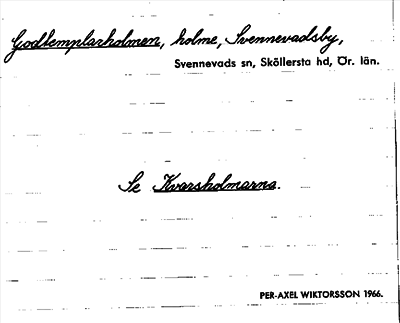 Godtemplarholmen, holme, Svennevadsby,
Svennevads sn, Sköllersta hd, Ör. län.
Se Kvarsholmarna.
PER-AXEL WIKTORSSON 1966.